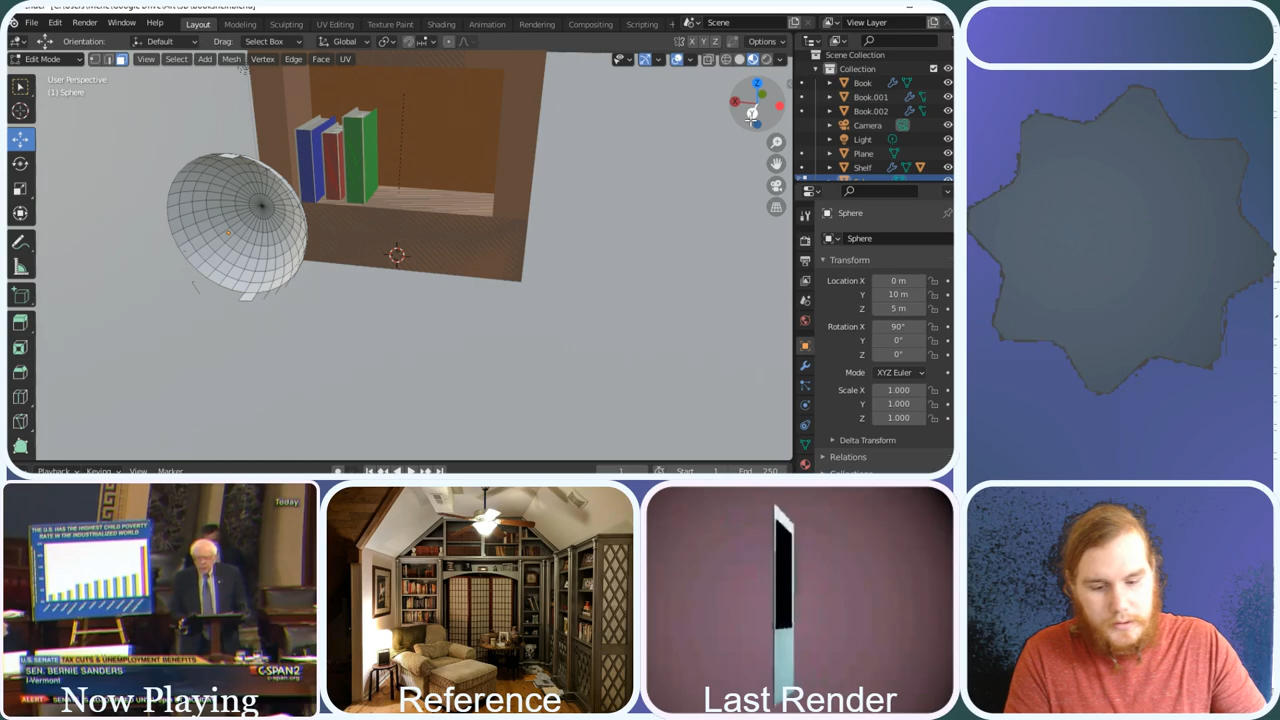 File Edit Render Window Help Layout Modeling Sculpting UV Editing Texture Paint Shading Animation Rendering Compositing Scripting Scene View Layer
Orientation: Default Drag: Select Box Global X Y Z Options
Edit Mode View Select Add Mesh Vertex Edge Face UV
User Perspective
(1) Sphere
Z
X
Y
Scene Collection
Collection
Book
Book.001
Book.002
Camera
Light
Plane
Shelf
Sphere
Sphere
Transform
Location X 0 m
Y 10 m
Z 5 m
Rotation X 90°
Y 0°
Z 0°
Mode XYZ Euler
Scale X 1.000
Y 1.000
Z 1.000
Delta Transform
Relations
Playback Keying View Marker 1 Start 1 End 250
Today
THE U.S. HAS THE HIGHEST CHILD POVERTY
RATE IN THE INDUSTRIALIZED WORLD
U.S. SENATE TAX CUTS & UNEMPLOYMENT BENEFITS
SEN. BERNIE SANDERS
I-Vermont
C-SPAN2
c-span.org
ALERT
Now Playing
Reference
Last Render